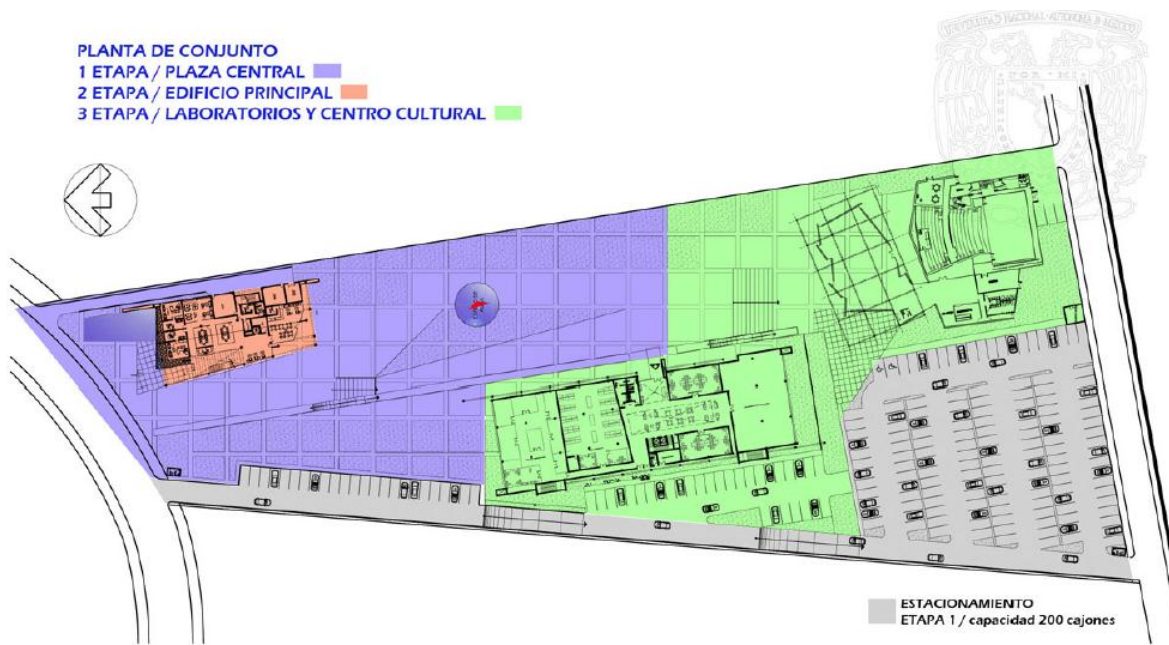 PLANTA DE CONJUNTO
1 ETAPA / PLAZA CENTRAL
2 ETAPA / EDIFICIO PRINCIPAL
3 ETAPA / LABORATORIOS Y CENTRO CULTURAL
ESTACIONAMIENTO
ETAPA 1 / capacidad 200 cajones